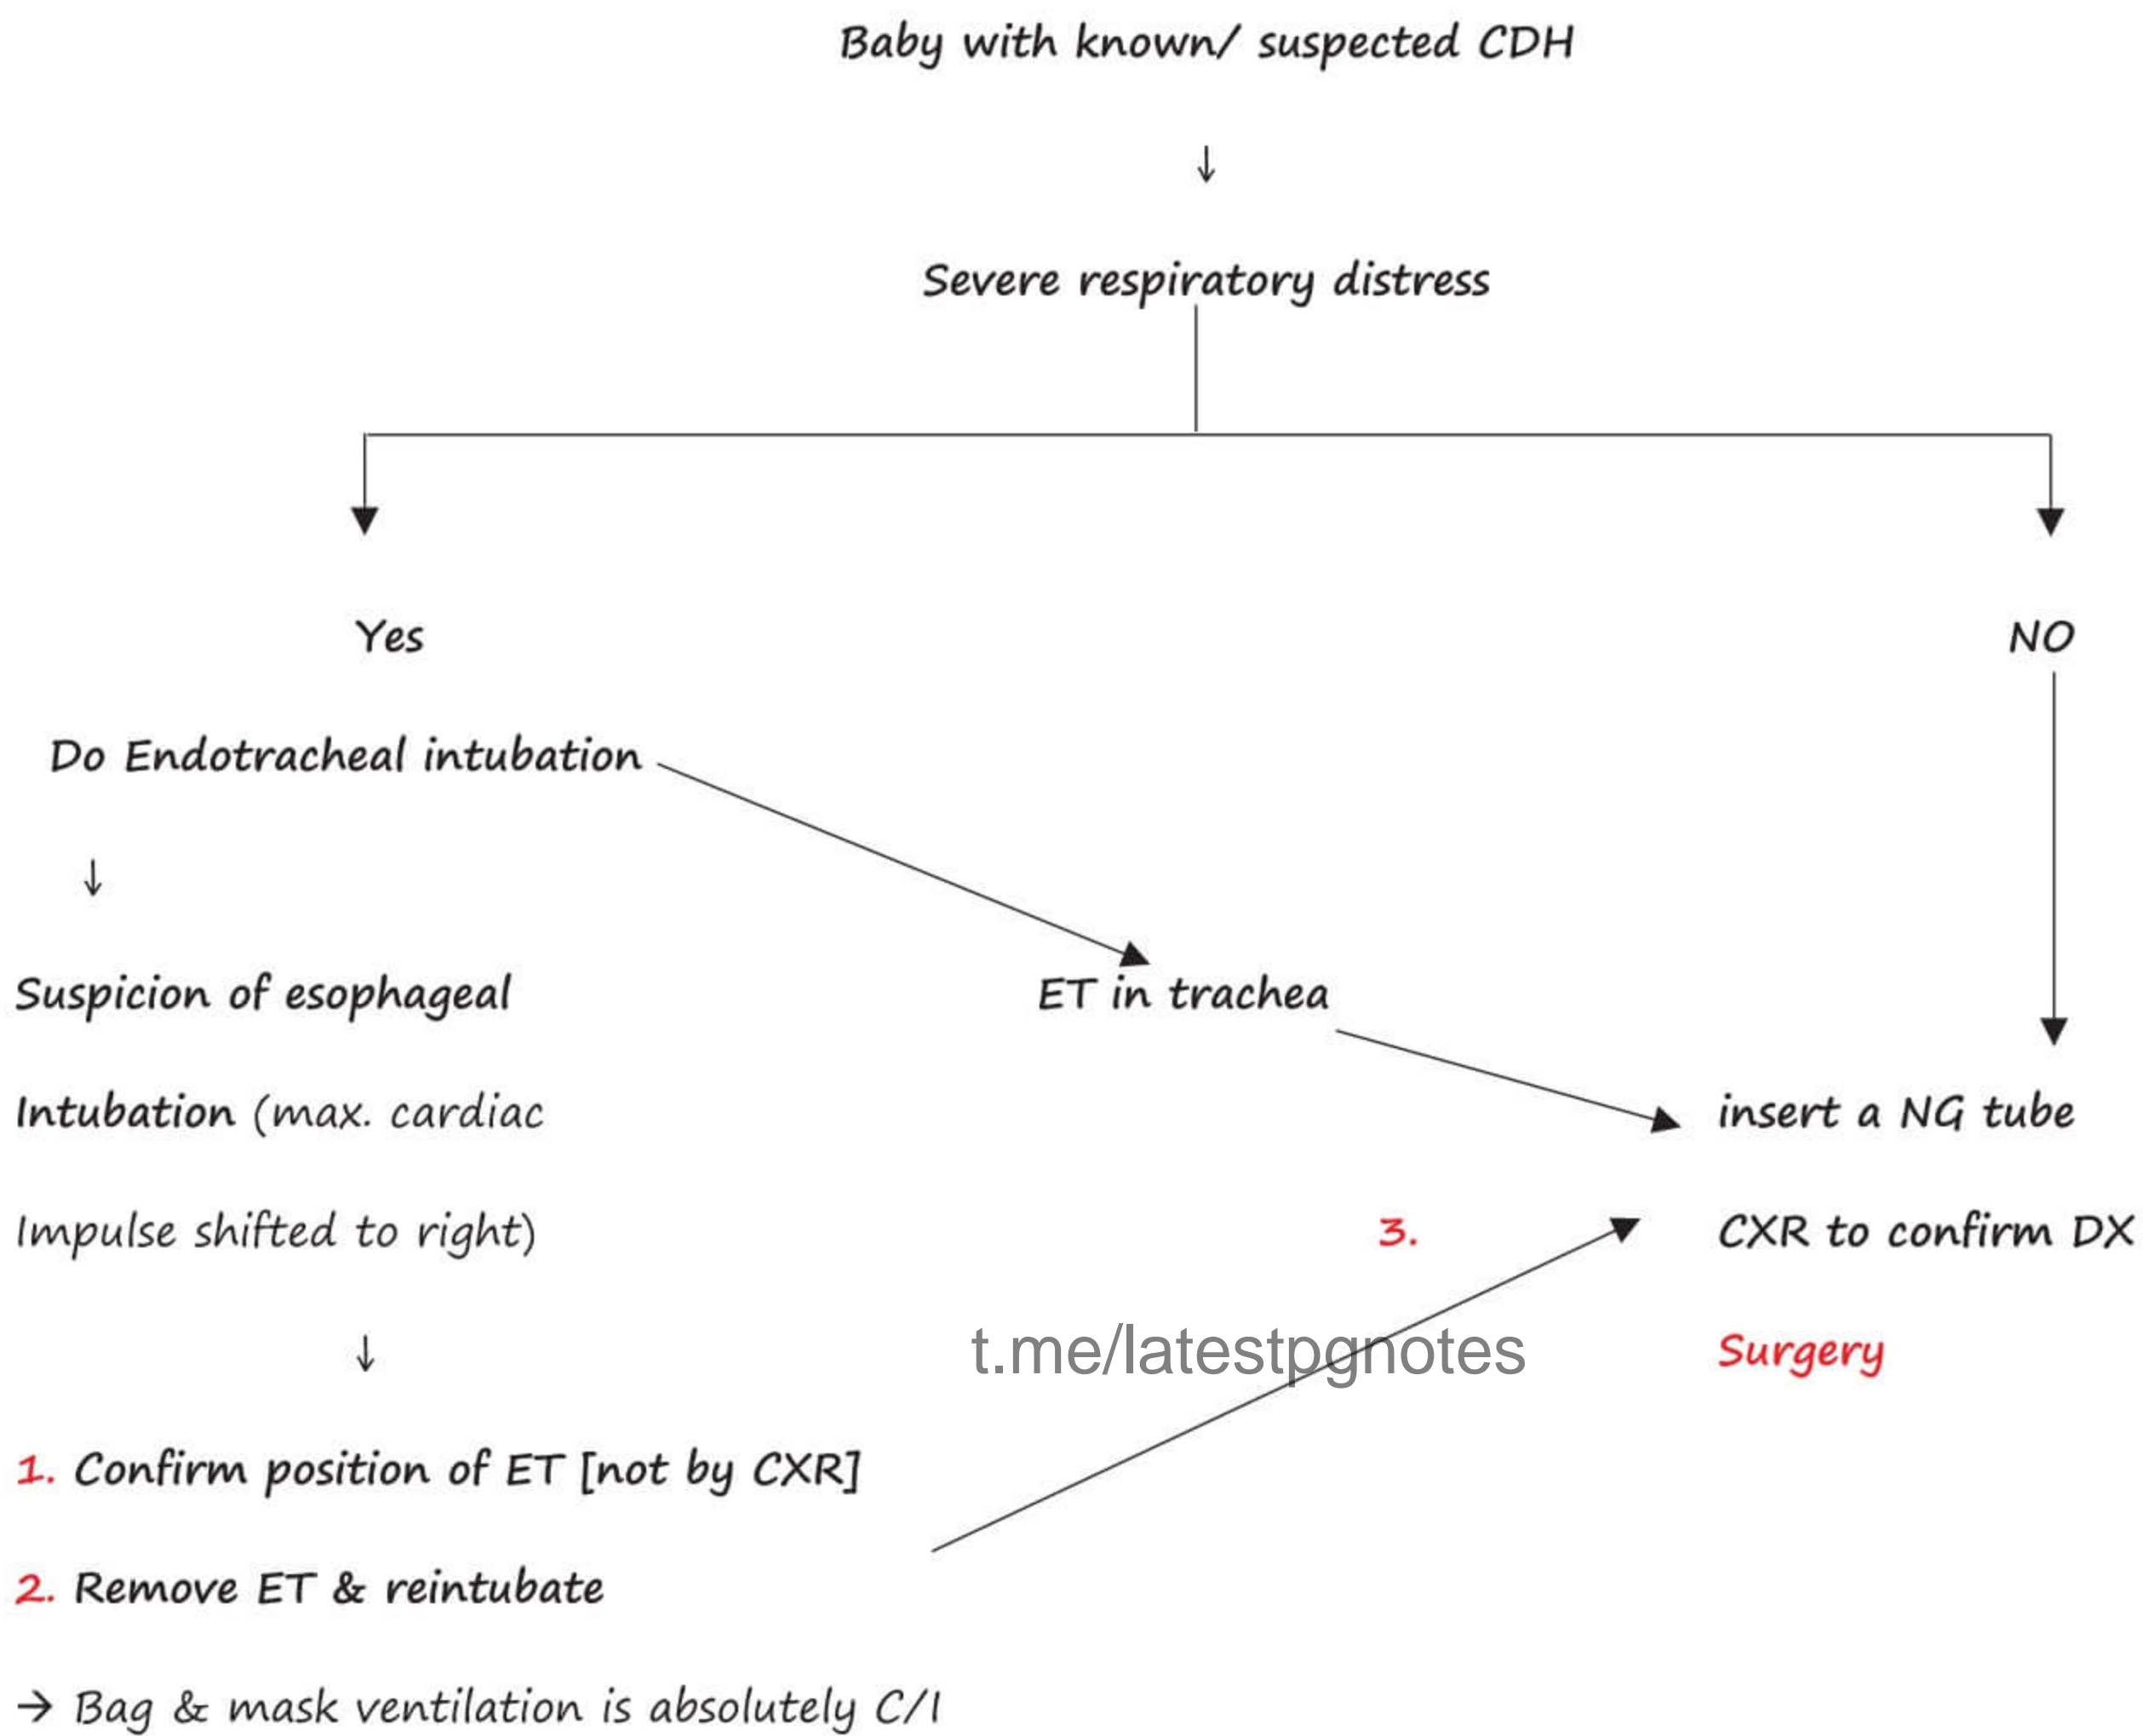 Baby with known/ suspected CDH
↓
Severe respiratory distress
Yes
NO
Do Endotracheal intubation
↓
Suspicion of esophageal
ET in trachea
Intubation (max. cardiac
insert a NG tube
Impulse shifted to right)
3.
CXR to confirm DX
↓
t.me/latestpgnotes
Surgery
1. Confirm position of ET [not by CXR]
2. Remove ET & reintubate
→ Bag & mask ventilation is absolutely C/I